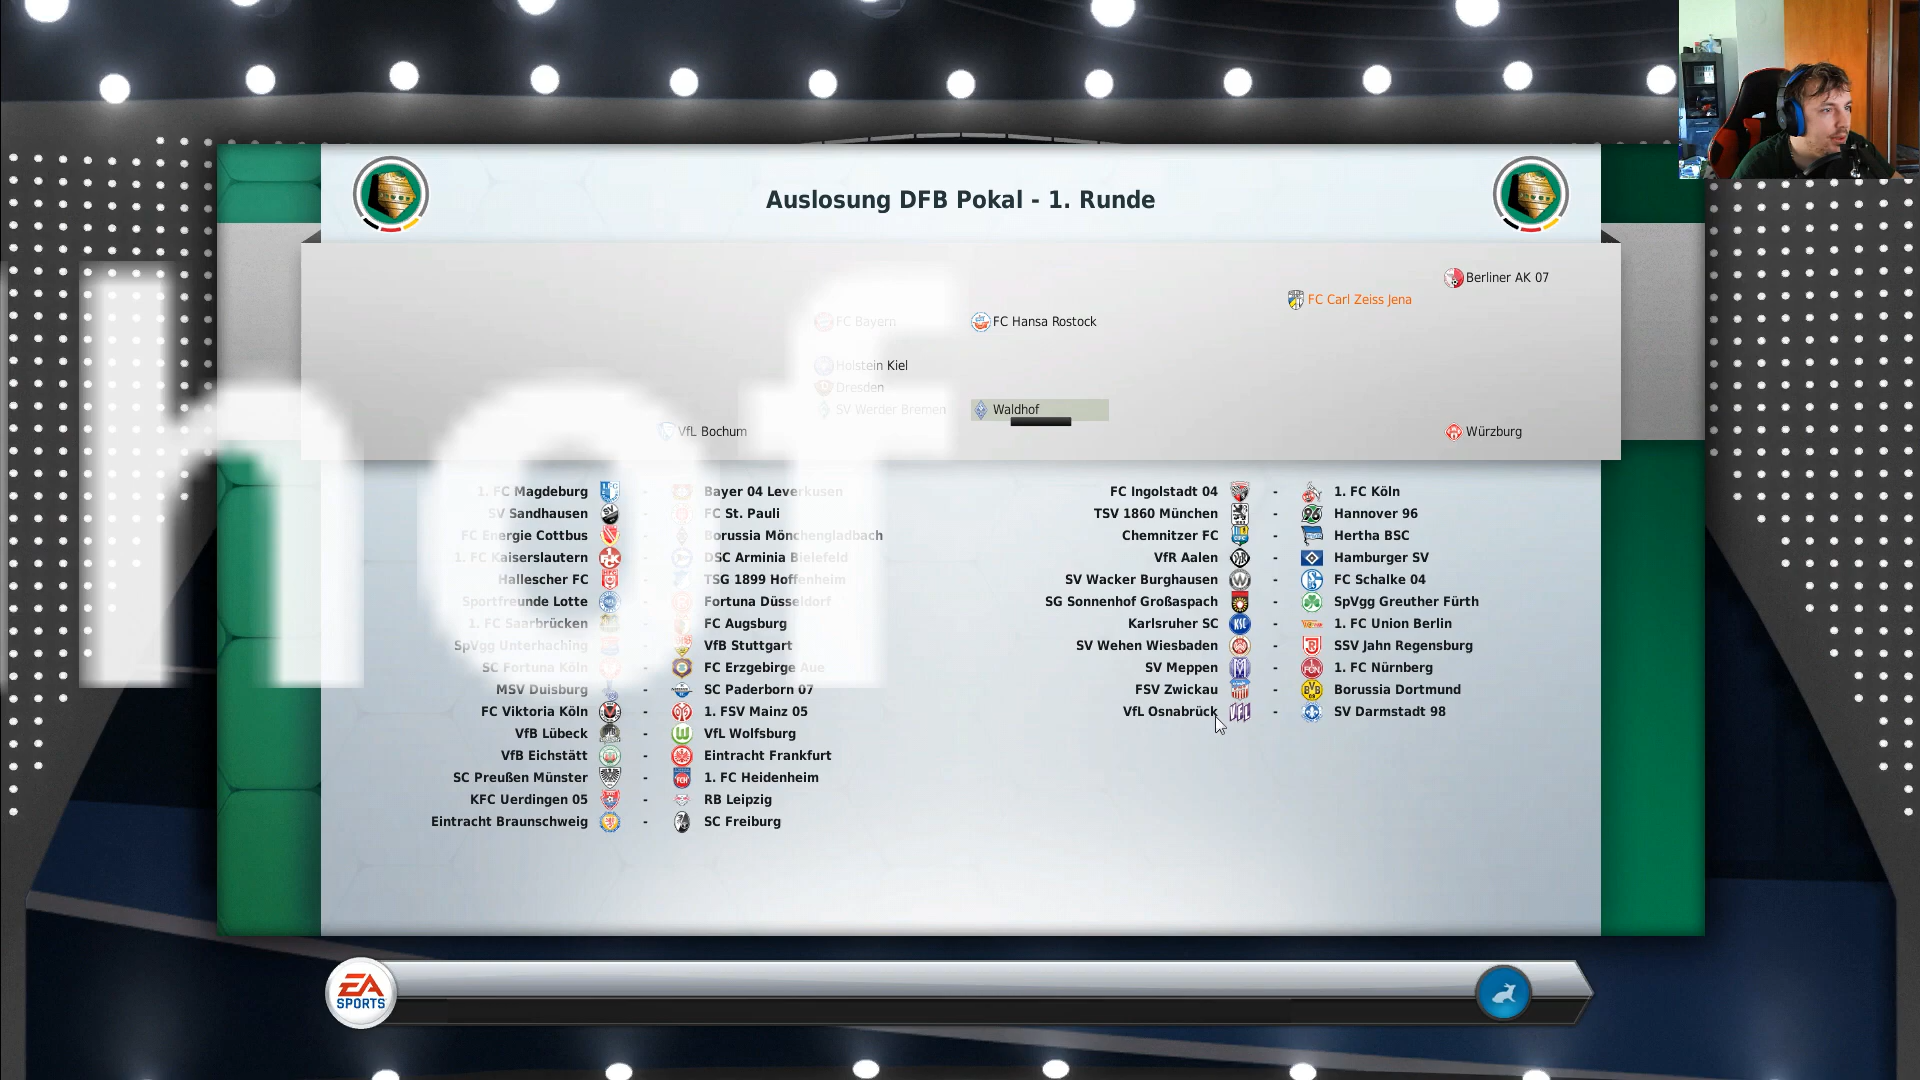 Auslosung DFB Pokal - 1. Runde
Berliner AK 07
FC Carl Zeiss Jena
FC Bayern
FC Hansa Rostock
Holstein Kiel
Dresden
SV Werder Bremen
Waldhof
VfL Bochum
Würzburg
hof
1. FC Magdeburg - Bayer 04 Leverkusen
SV Sandhausen - FC St. Pauli
FC Energie Cottbus - Borussia Mönchengladbach
1. FC Kaiserslautern - DSC Arminia Bielefeld
Hallescher FC - TSG 1899 Hoffenheim
Sportfreunde Lotte - Fortuna Düsseldorf
1. FC Saarbrücken - FC Augsburg
SpVgg Unterhaching - VfB Stuttgart
SC Fortuna Köln - FC Erzgebirge Aue
MSV Duisburg - SC Paderborn 07
FC Viktoria Köln - 1. FSV Mainz 05
VfB Lübeck - VfL Wolfsburg
VfB Eichstätt - Eintracht Frankfurt
SC Preußen Münster - 1. FC Heidenheim
KFC Uerdingen 05 - RB Leipzig
Eintracht Braunschweig - SC Freiburg
FC Ingolstadt 04 - 1. FC Köln
TSV 1860 München - Hannover 96
Chemnitzer FC - Hertha BSC
VfR Aalen - Hamburger SV
SV Wacker Burghausen - FC Schalke 04
SG Sonnenhof Großaspach - SpVgg Greuther Fürth
Karlsruher SC - 1. FC Union Berlin
SV Wehen Wiesbaden - SSV Jahn Regensburg
SV Meppen - 1. FC Nürnberg
FSV Zwickau - Borussia Dortmund
VfL Osnabrück - SV Darmstadt 98
EA
SPORTS